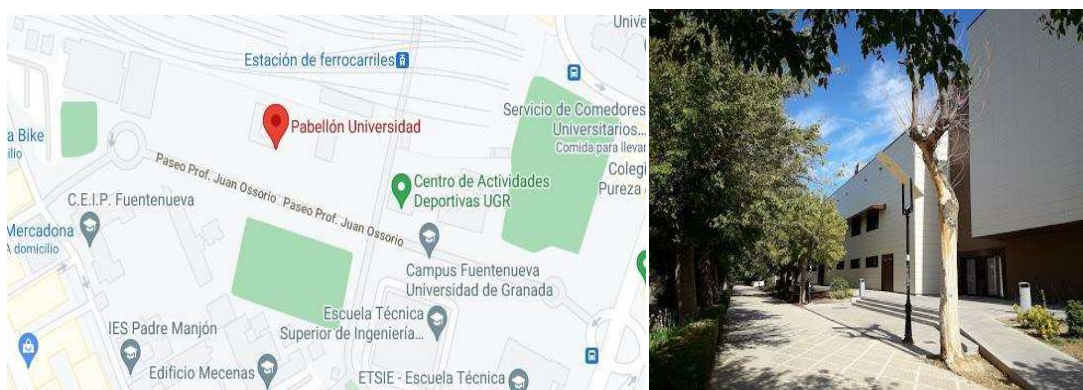 Unive
Estación de ferrocarriles
Servicio de Comedores
Universitarios...
Comida para llevar
Pabellón Universidad
a Bike
ilio
Paseo Prof. Juan Ossorio
Paseo Prof. Juan Ossorio
Colegi
Pureza
Centro de Actividades
Deportivas UGR
C.E.I.P. Fuentenueva
Mercadona
A domicilio
Campus Fuentenueva
Universidad de Granada
Escuela Técnica
Superior de Ingeniería...
IES Padre Manjón
Edificio Mecenas
ETSIE - Escuela Técnica